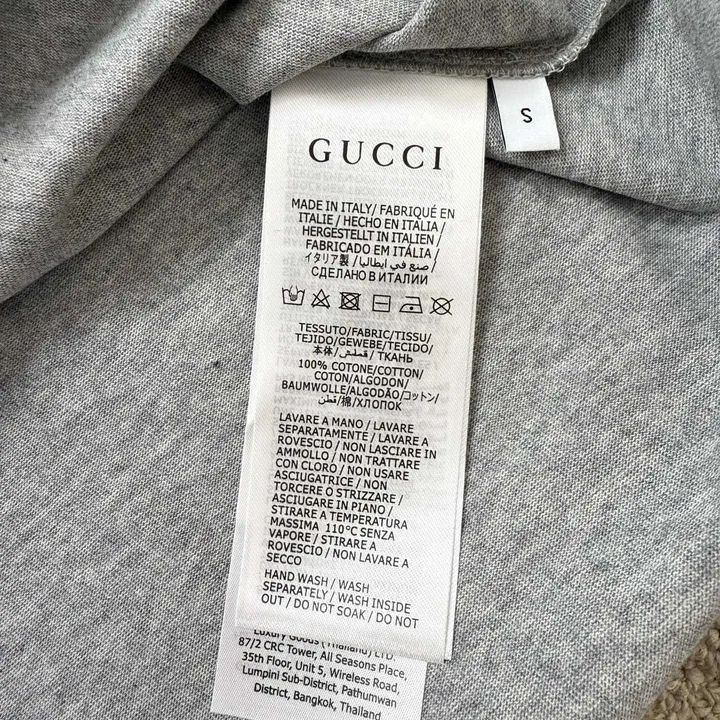 S
GUCCI
MADE IN ITALY/ FABRIQUÉ EN
ITALIE/ HECHO EN ITALIA/
HERGESTELLT IN ITALIEN/
FABRICADO EM ITÁLIA/
イタリア製 /صنع في ايطاليا/
СДЕЛАНО В ИТАЛИИ
TESSUTO/FABRIC/TISSU/
TEJIDO/GEWEBE/TECIDO/
本体/قماش/ ТКАНЬ
100% COTONE/COTTON/
COTON/ALGODON/
BAUMWOLLE/ALGODÃO/コットン/
قطن/棉/ХЛОПОК
LAVARE A MANO / LAVARE
SEPARATAMENTE / LAVARE A
ROVESCIO / NON LASCIARE IN
AMMOLLO / NON TRATTARE
CON CLORO / NON USARE
ASCIUGATRICE / NON
TORCERE O STRIZZARE /
ASCIUGARE IN PIANO /
STIRARE A TEMPERATURA
MASSIMA 110°C SENZA
VAPORE / STIRARE A
ROVESCIO / NON LAVARE A
SECCO
HAND WASH / WASH
SEPARATELY / WASH INSIDE
OUT / DO NOT SOAK / DO NOT
Luxury Goods (Thailand) LTD.
87/2 CRC Tower, All Seasons Place,
35th Floor, Unit 5, Wireless Road,
Lumpini Sub-District, Pathumwan
District, Bangkok, Thailand